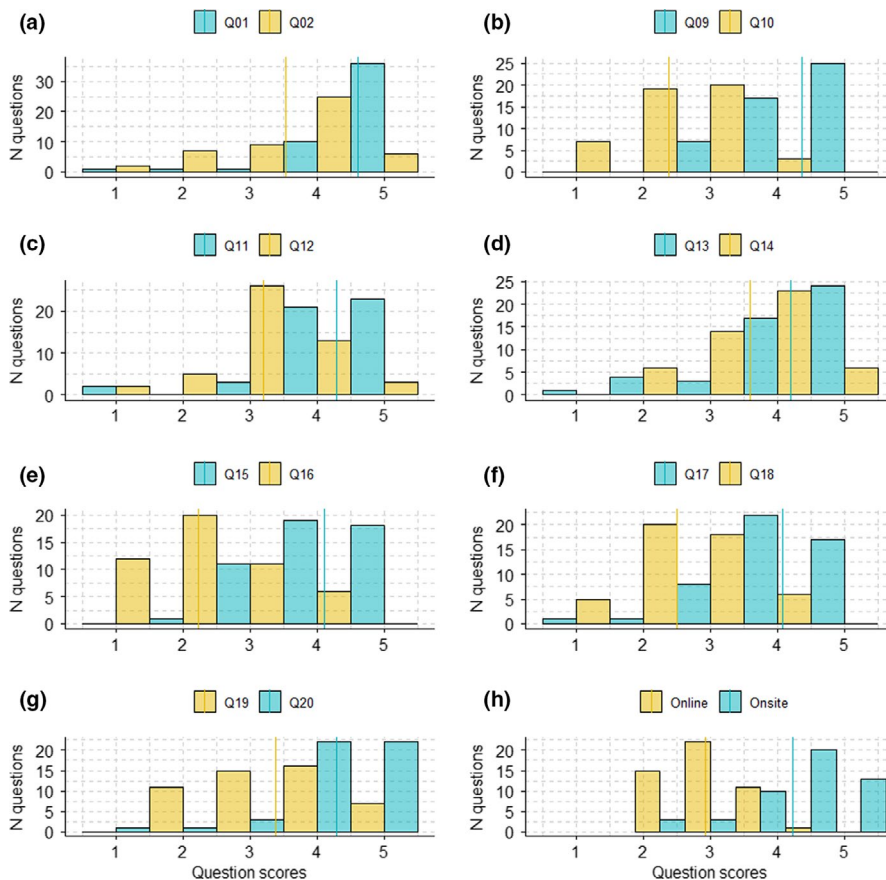 (a) Q01 Q02
N questions
30
20
10
0
1 2 3 4 5
(b) Q09 Q10
N questions
25
20
15
10
5
0
1 2 3 4 5
(c) Q11 Q12
N questions
20
10
0
1 2 3 4 5
(d) Q13 Q14
N questions
25
20
15
10
5
0
1 2 3 4 5
(e) Q15 Q16
N questions
20
15
10
5
0
1 2 3 4 5
(f) Q17 Q18
N questions
20
15
10
5
0
1 2 3 4 5
(g) Q19 Q20
N questions
20
15
10
5
0
1 2 3 4 5
Question scores
(h) Online Onsite
N questions
20
15
10
5
0
1 2 3 4 5
Question scores